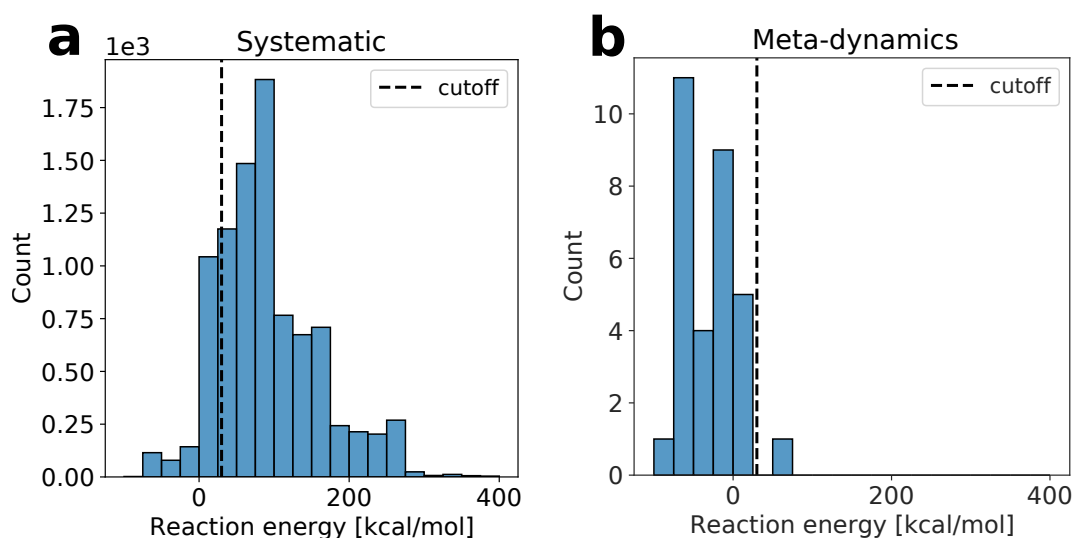 a
1e3
Systematic
cutoff
1.75
1.50
1.25
1.00
0.75
0.50
0.25
0.00
Count
0
200
400
Reaction energy [kcal/mol]
b
Meta-dynamics
cutoff
10
8
6
4
2
0
Count
0
200
400
Reaction energy [kcal/mol]